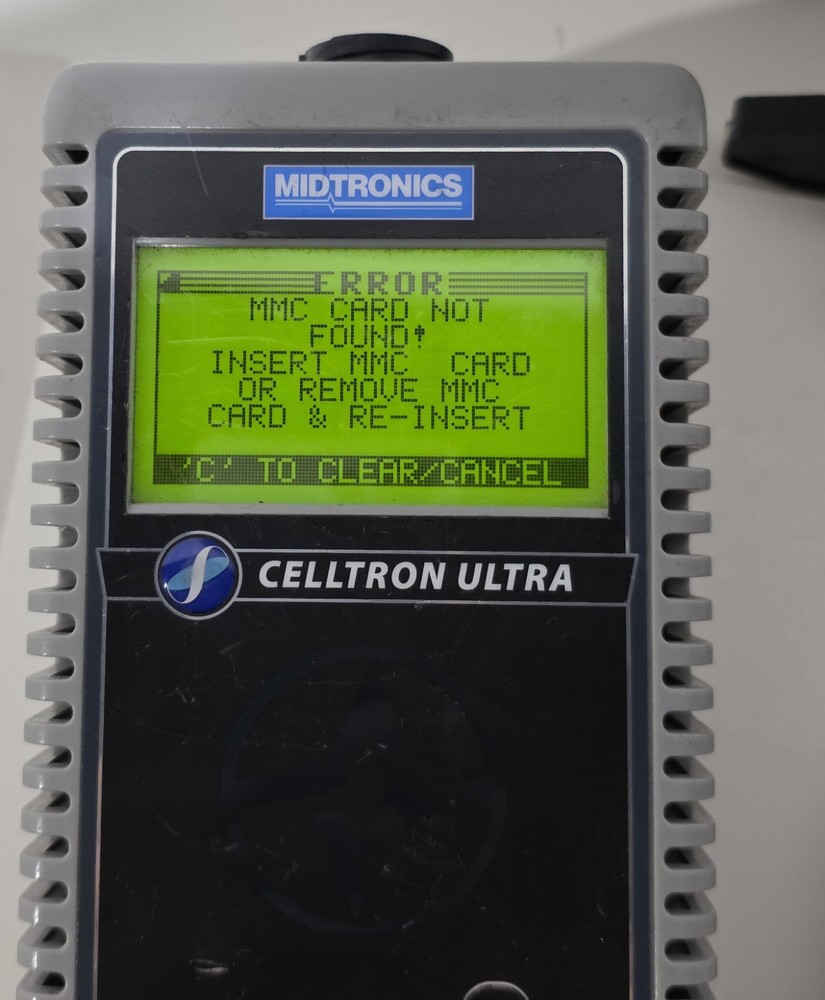 MIDTRONICS
ERROR
MMC CARD NOT
FOUND!
INSERT MMC CARD
OR REMOVE MMC
CARD & RE-INSERT
'C' TO CLEAR/CANCEL
CELLTRON ULTRA